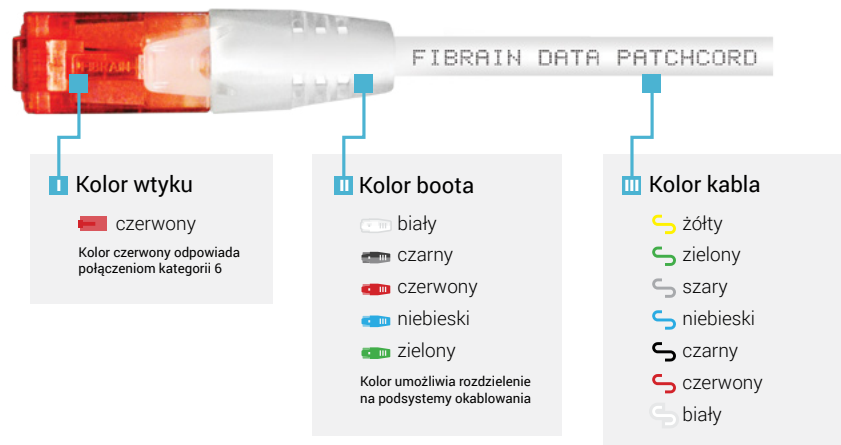 FIBRAIN DATA PATCHCORD
FIBRAIN
I Kolor wtyku
czerwony
Kolor czerwony odpowiada
połączeniom kategorii 6
II Kolor boota
biały
czarny
czerwony
niebieski
zielony
Kolor umożliwia rozdzielenie
na podsystemy okablowania
III Kolor kabla
żółty
zielony
szary
niebieski
czarny
czerwony
biały